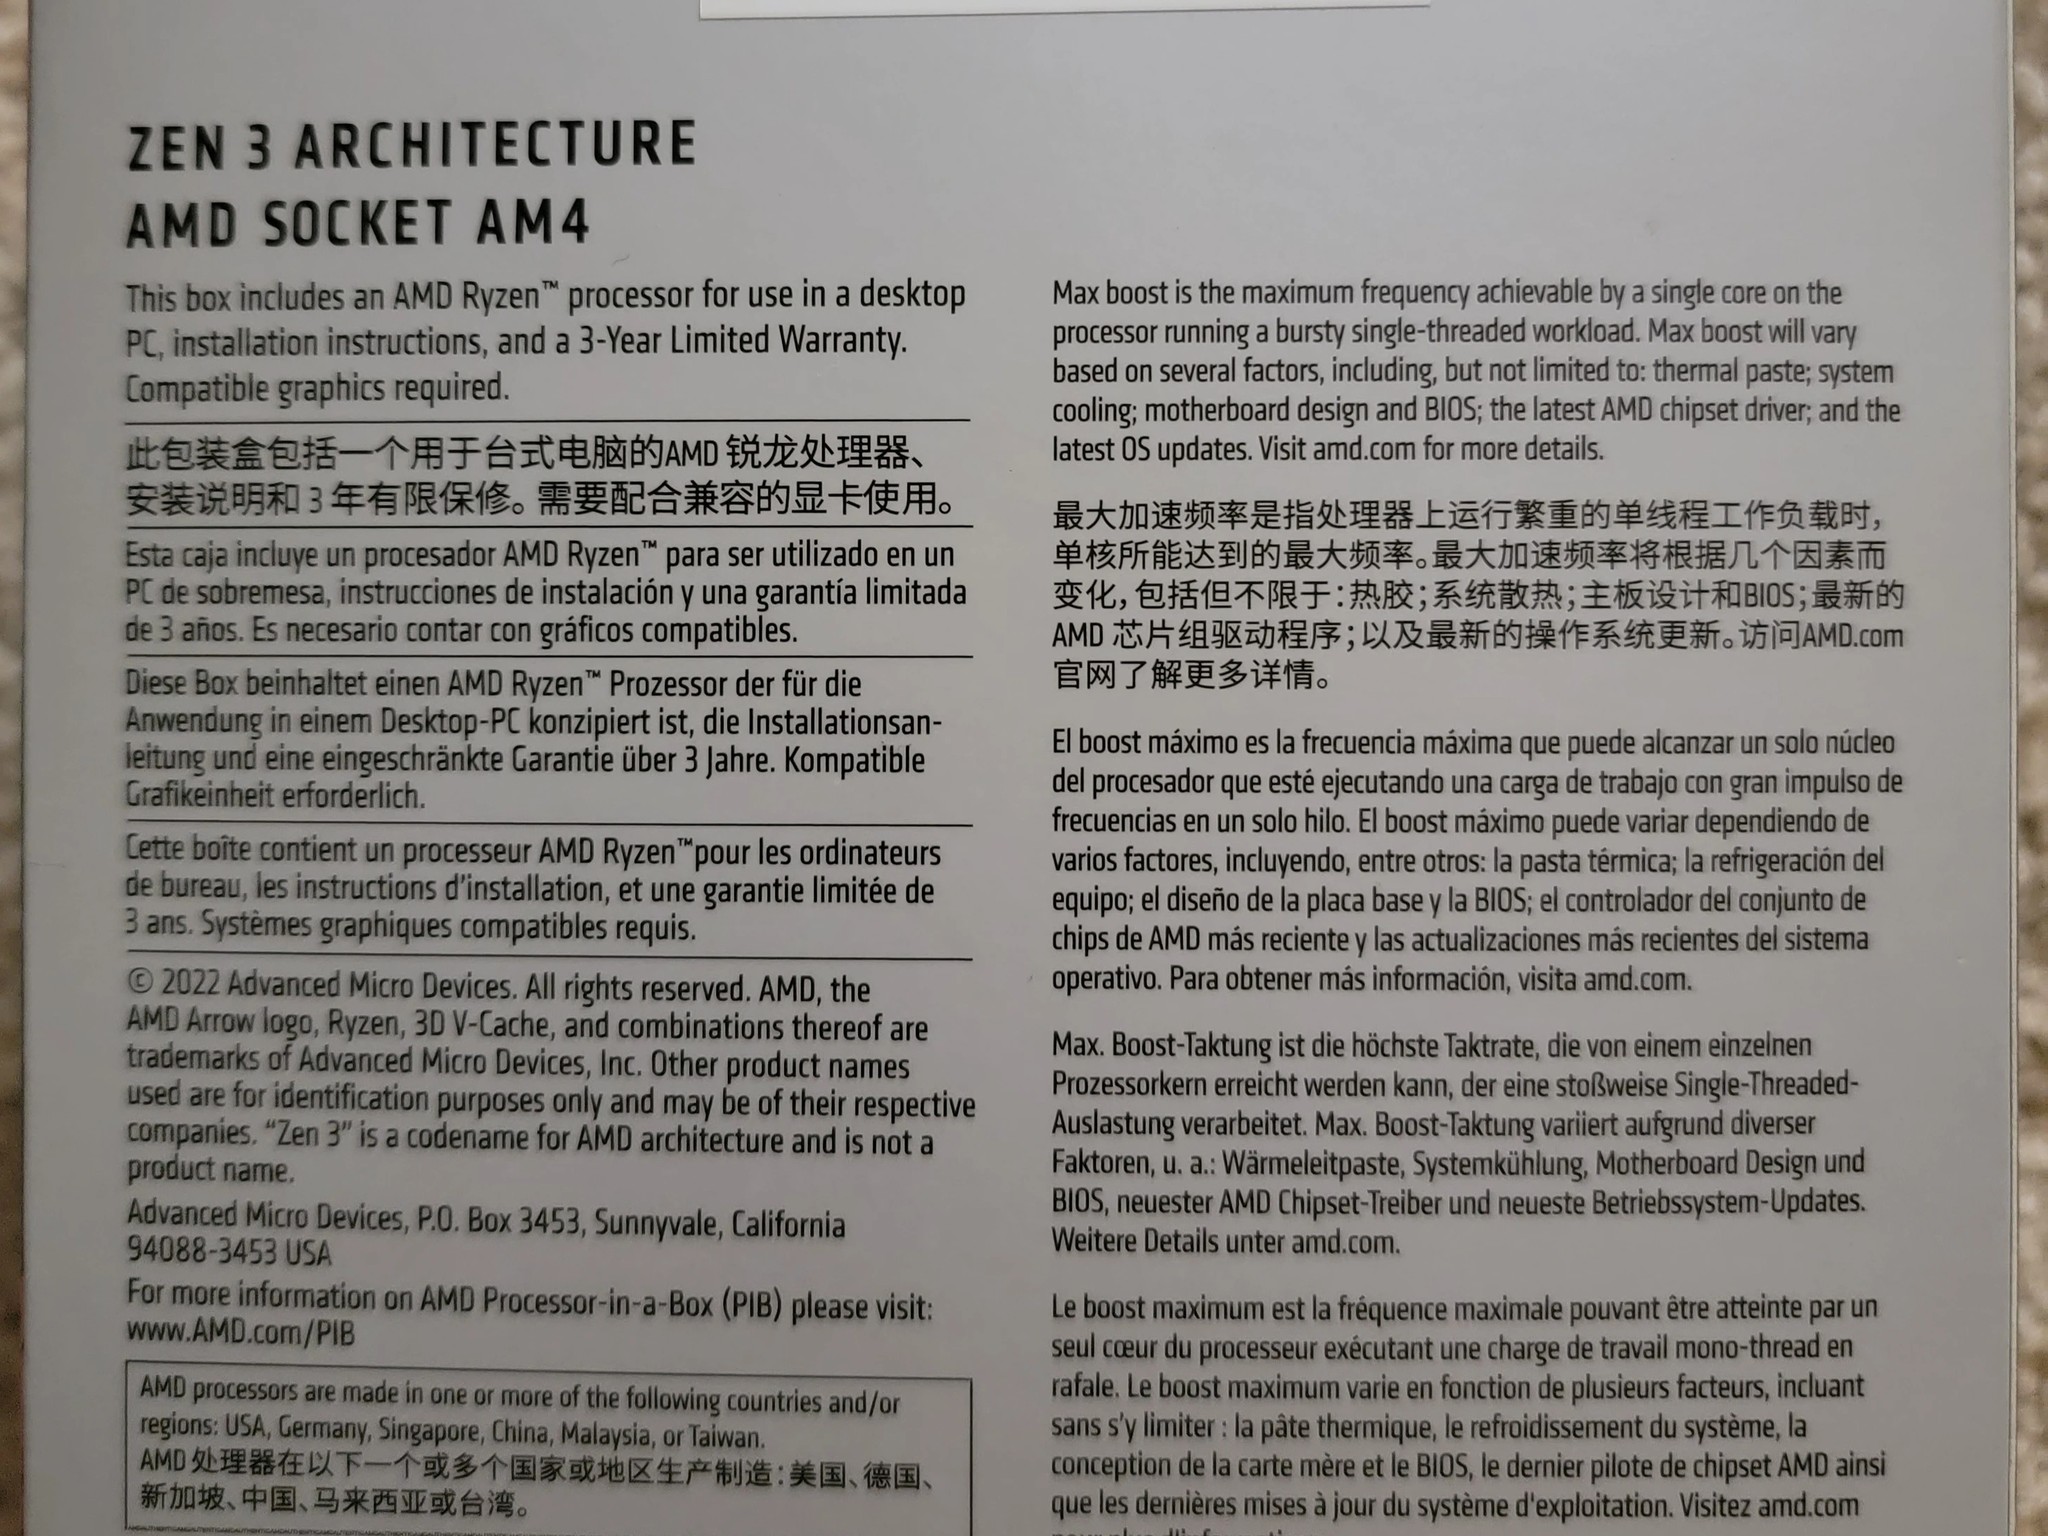 ZEN 3 ARCHITECTURE
AMD SOCKET AM4
This box includes an AMD Ryzen™ processor for use in a desktop
PC, installation instructions, and a 3-Year Limited Warranty.
Compatible graphics required.
此包装盒包括一个用于台式电脑的AMD 锐龙处理器、
安装说明和 3 年有限保修。需要配合兼容的显卡使用。
Esta caja incluye un procesador AMD Ryzen™ para ser utilizado en un
PC de sobremesa, instrucciones de instalación y una garantía limitada
de 3 años. Es necesario contar con gráficos compatibles.
Diese Box beinhaltet einen AMD Ryzen™ Prozessor der für die
Anwendung in einem Desktop-PC konzipiert ist, die Installationsan-
leitung und eine eingeschränkte Garantie über 3 Jahre. Kompatible
Grafikeinheit erforderlich.
Cette boîte contient un processeur AMD Ryzen™pour les ordinateurs
de bureau, les instructions d'installation, et une garantie limitée de
3 ans. Systèmes graphiques compatibles requis.
© 2022 Advanced Micro Devices. All rights reserved. AMD, the
AMD Arrow logo, Ryzen, 3D V-Cache, and combinations thereof are
trademarks of Advanced Micro Devices, Inc. Other product names
used are for identification purposes only and may be of their respective
companies. “Zen 3” is a codename for AMD architecture and is not a
product name.
Advanced Micro Devices, P.O. Box 3453, Sunnyvale, California
94088-3453 USA
For more information on AMD Processor-in-a-Box (PIB) please visit:
www.AMD.com/PIB
AMD processors are made in one or more of the following countries and/or
regions: USA, Germany, Singapore, China, Malaysia, or Taiwan.
AMD 处理器在以下一个或多个国家或地区生产制造：美国、德国、
新加坡、中国、马来西亚或台湾。
Max boost is the maximum frequency achievable by a single core on the
processor running a bursty single-threaded workload. Max boost will vary
based on several factors, including, but not limited to: thermal paste; system
cooling; motherboard design and BIOS; the latest AMD chipset driver; and the
latest OS updates. Visit amd.com for more details.
最大加速频率是指处理器上运行繁重的单线程工作负载时，
单核所能达到的最大频率。最大加速频率将根据几个因素而
变化，包括但不限于：热胶；系统散热；主板设计和BIOS；最新的
AMD 芯片组驱动程序；以及最新的操作系统更新。访问AMD.com
官网了解更多详情。
El boost máximo es la frecuencia máxima que puede alcanzar un solo núcleo
del procesador que esté ejecutando una carga de trabajo con gran impulso de
frecuencias en un solo hilo. El boost máximo puede variar dependiendo de
varios factores, incluyendo, entre otros: la pasta térmica; la refrigeración del
equipo; el diseño de la placa base y la BIOS; el controlador del conjunto de
chips de AMD más reciente y las actualizaciones más recientes del sistema
operativo. Para obtener más información, visita amd.com.
Max. Boost-Taktung ist die höchste Taktrate, die von einem einzelnen
Prozessorkern erreicht werden kann, der eine stoßweise Single-Threaded-
Auslastung verarbeitet. Max. Boost-Taktung variiert aufgrund diverser
Faktoren, u. a.: Wärmeleitpaste, Systemkühlung, Motherboard Design und
BIOS, neuester AMD Chipset-Treiber und neueste Betriebssystem-Updates.
Weitere Details unter amd.com.
Le boost maximum est la fréquence maximale pouvant être atteinte par un
seul cœur du processeur exécutant une charge de travail mono-thread en
rafale. Le boost maximum varie en fonction de plusieurs facteurs, incluant
sans s'y limiter : la pâte thermique, le refroidissement du système, la
conception de la carte mère et le BIOS, le dernier pilote de chipset AMD ainsi
que les dernières mises à jour du système d'exploitation. Visitez amd.com